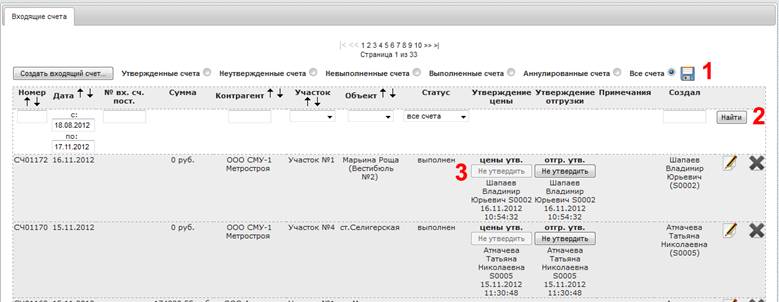 Входящие счета
|< << 1 2 3 4 5 6 7 8 9 10 >> >|
Страница 1 из 33
Создать входящий счет... Утвержденные счета Неутвержденные счета Невыполненные счета Выполненные счета Аннулированные счета Все счета 1
Номер ↑↓ Дата ↑↓ № вх. сч. пост. Сумма Контрагент ↑↓ Участок ↑↓ Объект ↑↓ Статус Утверждение цены Утверждение отгрузки Примечания Создал
с:
18.08.2012
по:
17.11.2012
все счета
Найти 2
СЧ01172 16.11.2012 0 руб. ООО СМУ-1 Участок №1 Марьина Роща выполнен цены утв. отгр. утв. Шапаев
Метростроя (Вестибюль 3 Не утвердить Не утвердить Владимир
№2) Шапаев Шапаев Юрьевич
Владимир Владимир (S0002)
Юрьевич S0002 Юрьевич S0002
16.11.2012 16.11.2012
10:54:32 10:54:32
СЧ01170 15.11.2012 0 руб. ООО СМУ-1 Участок №4 ст.Селигерская выполнен цены утв. отгр. утв. Атначева
Метростроя Не утвердить Не утвердить Татьяна
Атначева Атначева Николаевна
Татьяна Татьяна (S0005)
Николаевна Николаевна
S0005 S0005
15.11.2012 15.11.2012
11:30:48 11:30:48